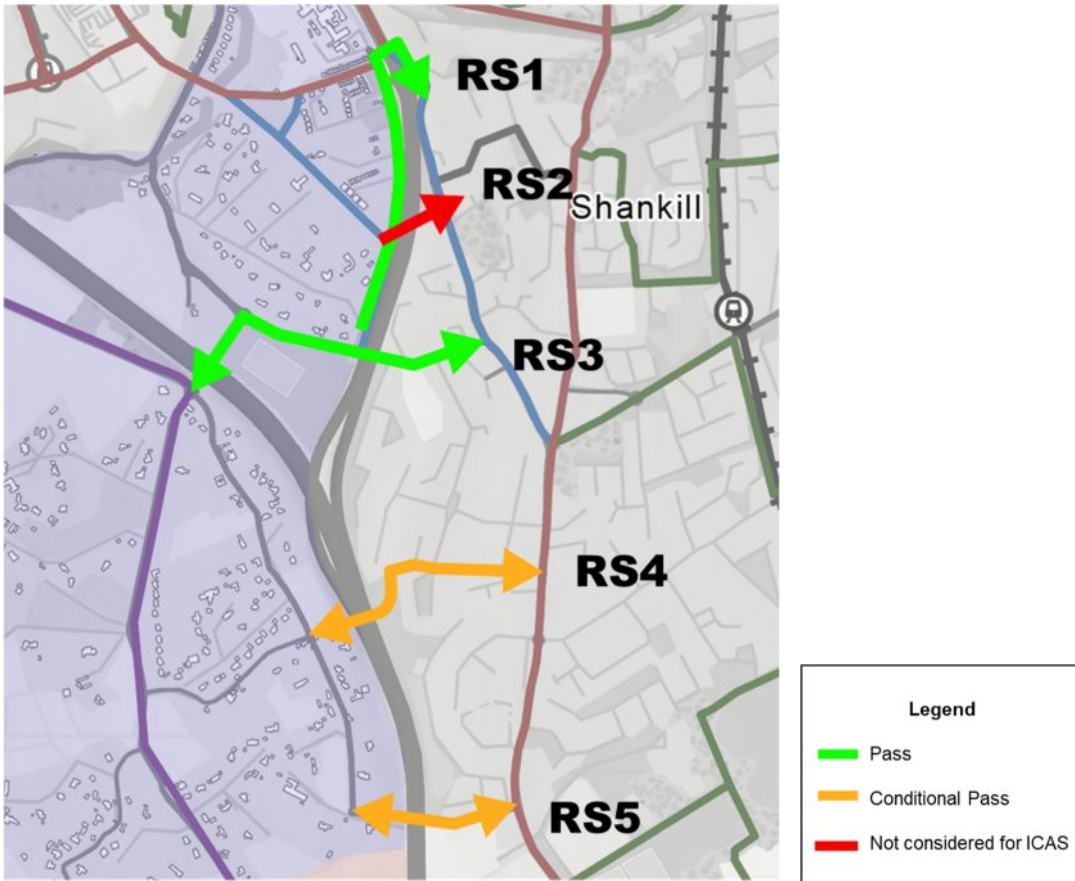 RS1
RS2
Shankill
RS3
RS4
RS5
Legend
Pass
Conditional Pass
Not considered for ICAS